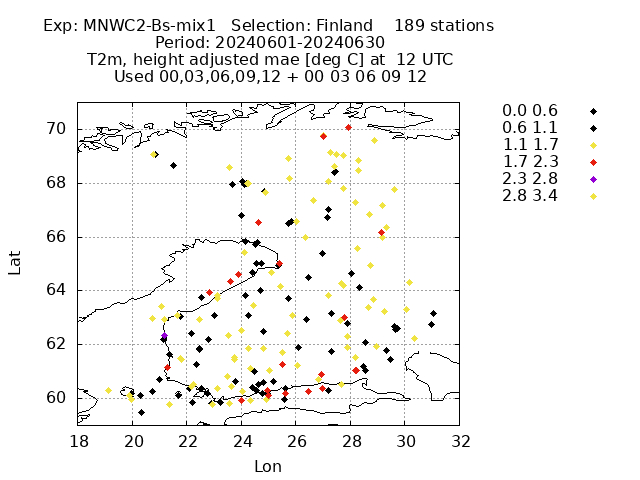 Exp: MNWC2-Bs-mix1 Selection: Finland 189 stations
Period: 20240601-20240630
T2m, height adjusted mae [deg C] at 12 UTC
Used 00,03,06,09,12 + 00 03 06 09 12
0.0 0.6
0.6 1.1
1.1 1.7
1.7 2.3
2.3 2.8
2.8 3.4
70
68
66
64
62
60
Lat
18 20 22 24 26 28 30 32
Lon